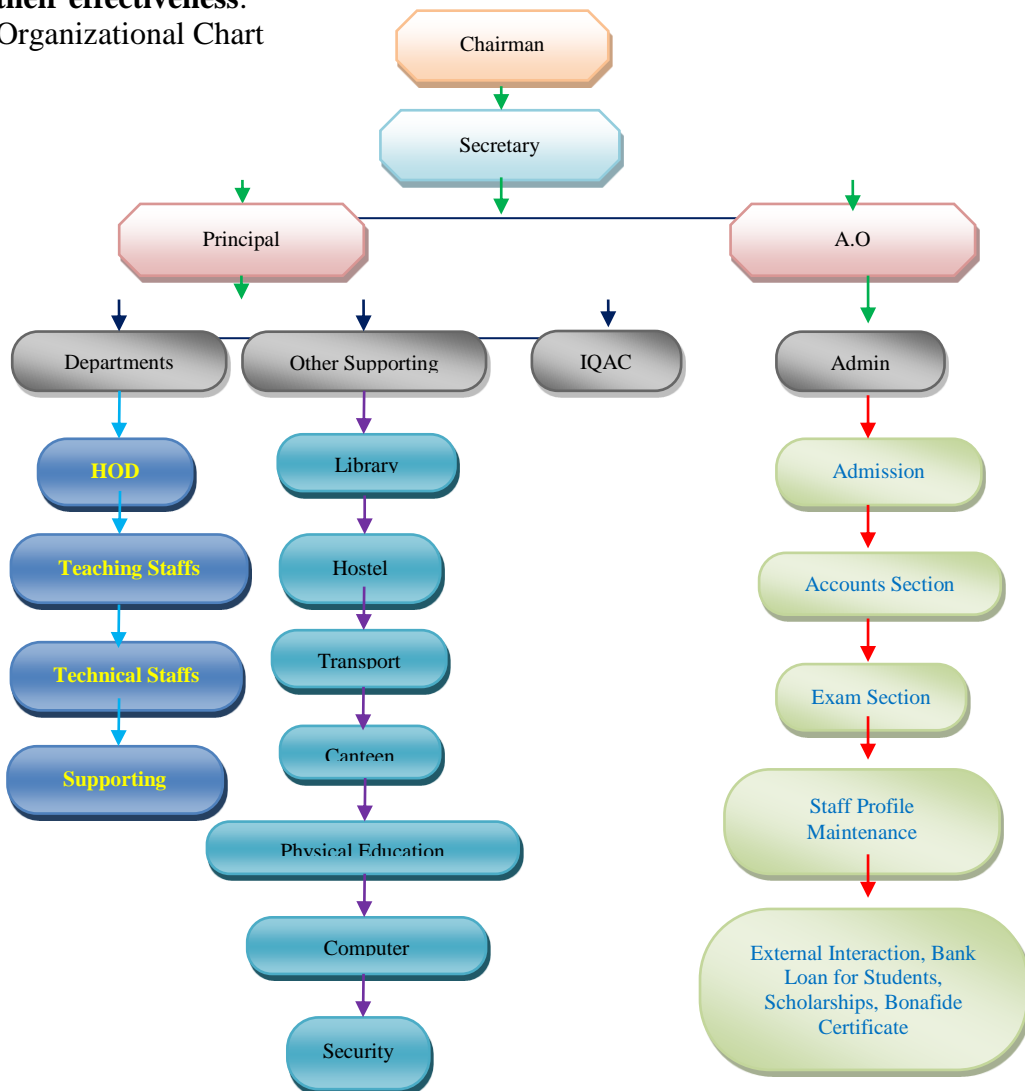 their effectiveness:
Organizational Chart
Chairman
Secretary
Principal
A.O
Departments
Other Supporting
IQAC
Admin
HOD
Library
Admission
Teaching Staffs
Hostel
Accounts Section
Technical Staffs
Transport
Exam Section
Supporting
Canteen
Staff Profile
Maintenance
Physical Education
Computer
External Interaction, Bank
Loan for Students,
Scholarships, Bonafide
Certificate
Security